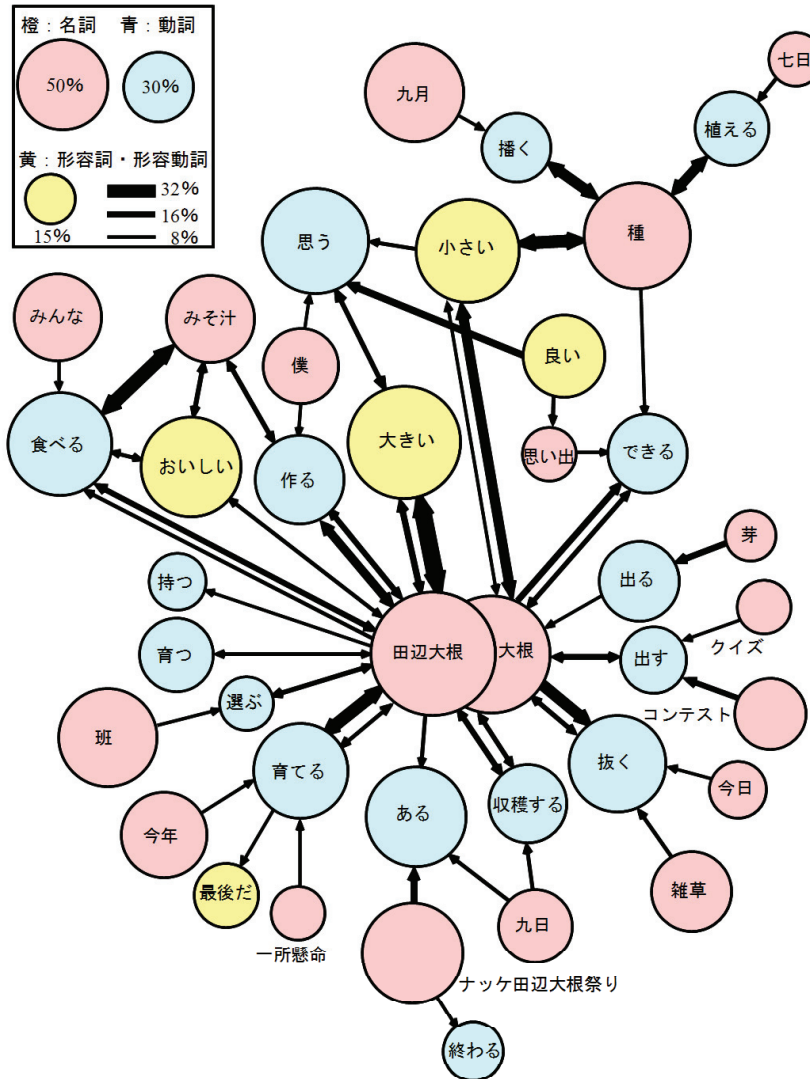 橙：名詞　青：動詞
50%
30%
黄：形容詞・形容動詞
32%
16%
15%
8%
七日
九月
植える
播く
種
思う
小さい
みんな
みそ汁
僕
良い
食べる
おいしい
作る
大きい
思い出
できる
芽
出る
持つ
クイズ
育つ
田辺大根
大根
出す
コンテスト
選ぶ
班
育てる
抜く
今日
ある
収穫する
今年
最後だ
雑草
一所懸命
九日
ナッケ田辺大根祭り
終わる